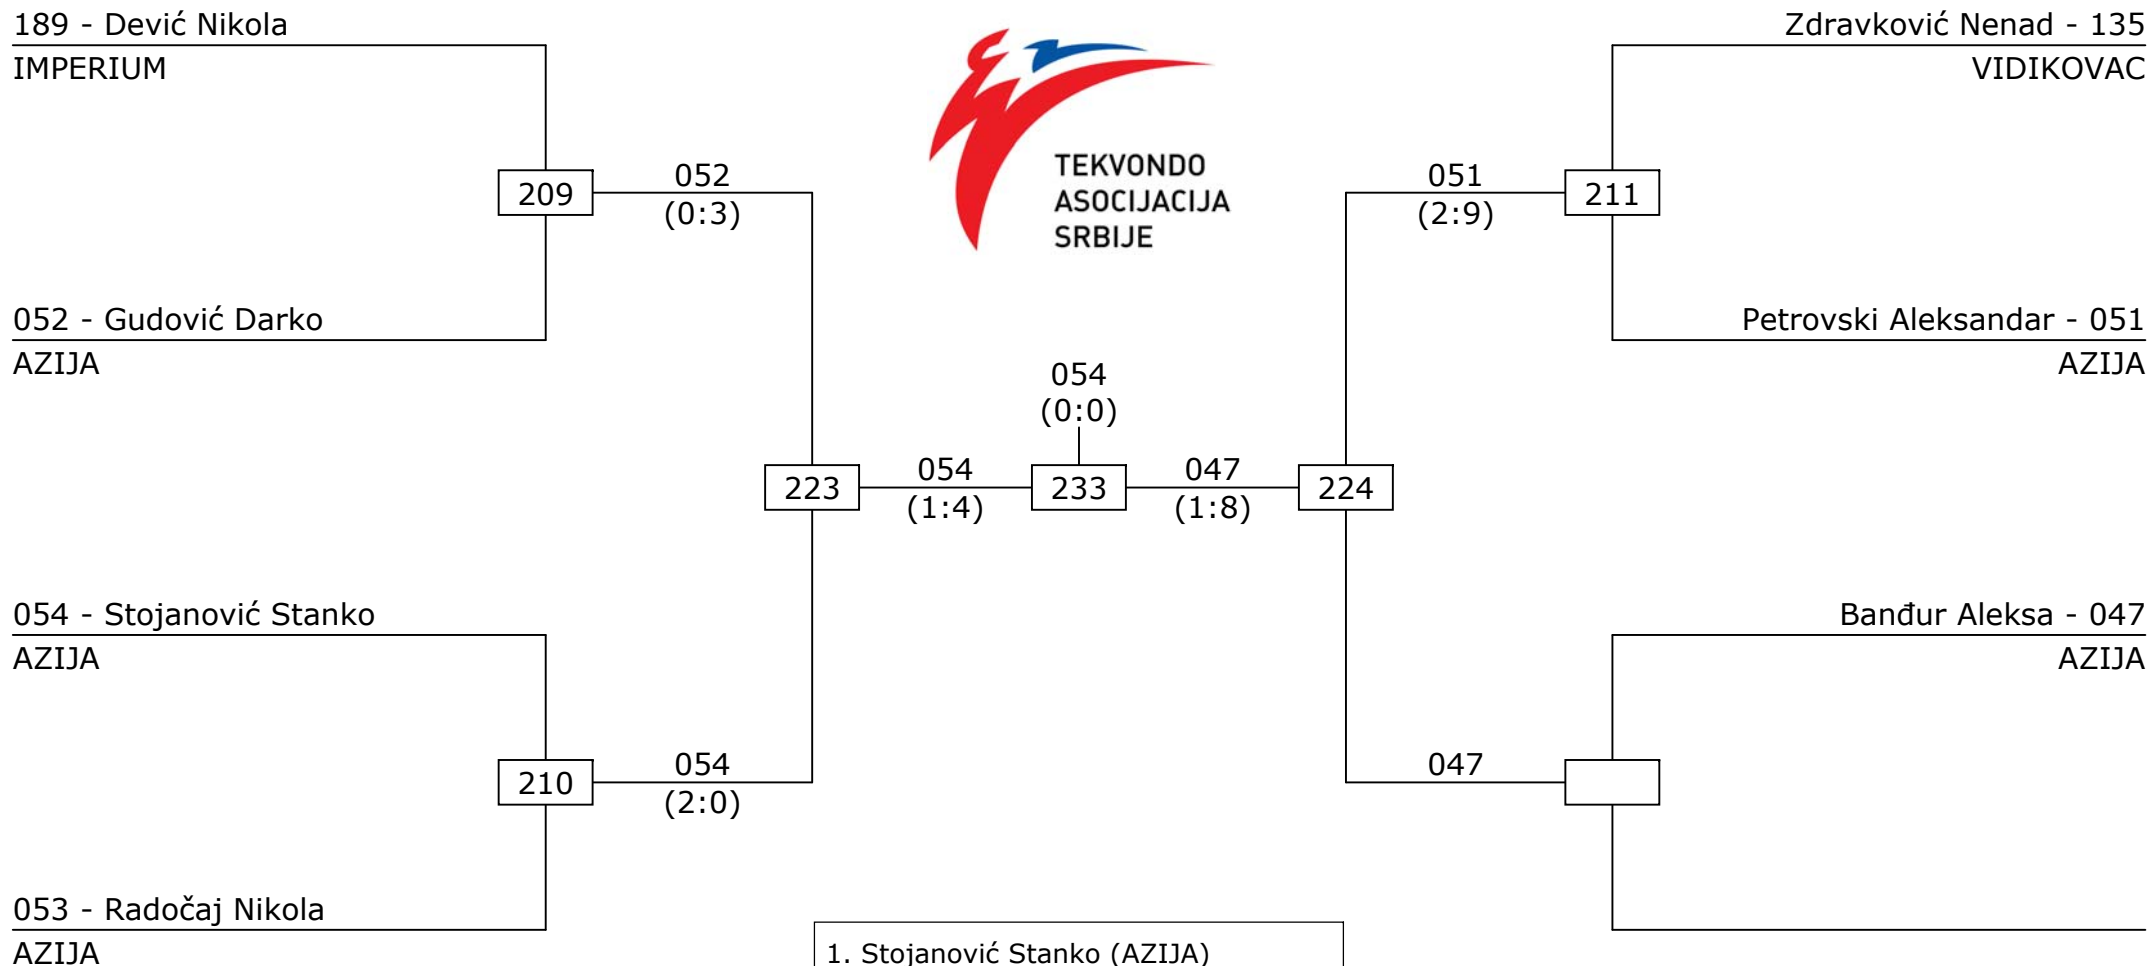 189 - Dević Nikola
IMPERIUM
Zdravković Nenad - 135
VIDIKOVAC
TEKVONDO
ASOCIJACIJA
SRBIJE
209
052
(0:3)
051
(2:9)
211
052 - Gudović Darko
AZIJA
Petrovski Aleksandar - 051
AZIJA
054
(0:0)
223
054
(1:4)
233
047
(1:8)
224
054 - Stojanović Stanko
AZIJA
Banđur Aleksa - 047
AZIJA
210
054
(2:0)
047
053 - Radočaj Nikola
AZIJA
1. Stojanović Stanko (AZIJA)